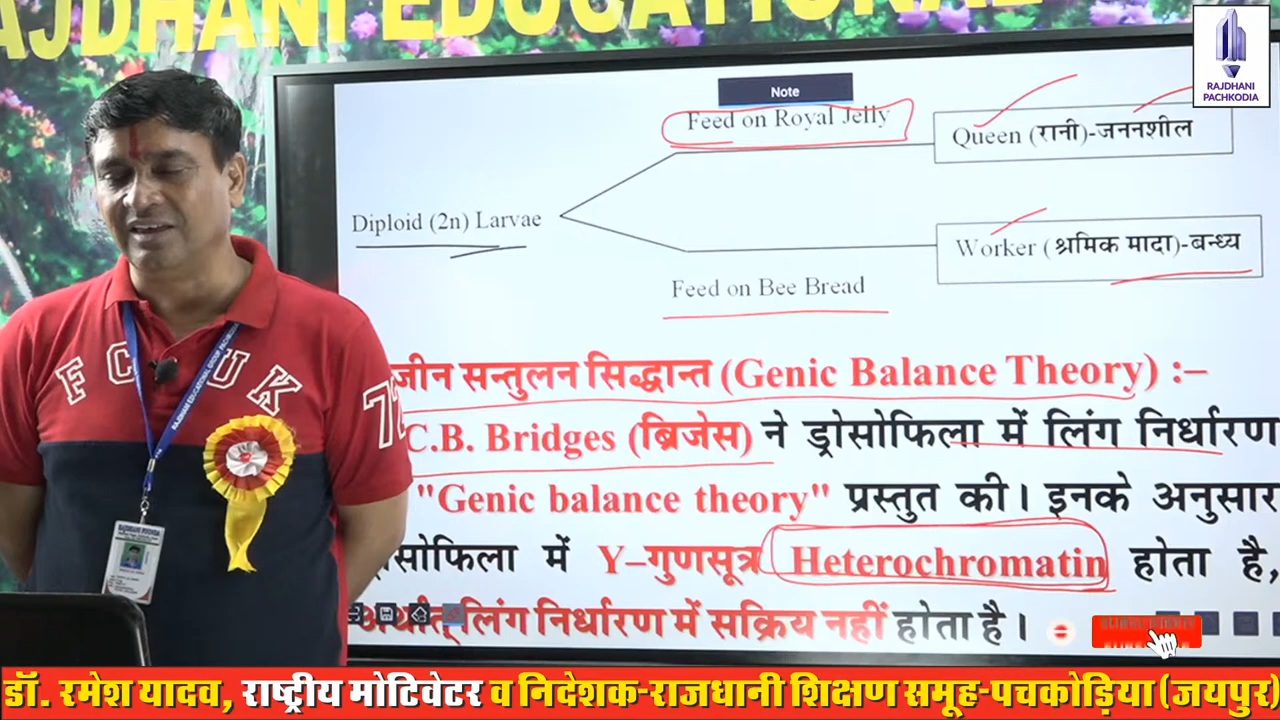 RAJDHANI EDUCATIONAL
RAJDHANI
PACHKODIA
Note
Feed on Royal Jelly
Queen (रानी)-जननशील
Diploid (2n) Larvae
Worker (श्रमिक मादा)-बन्ध्य
Feed on Bee Bread
जीन सन्तुलन सिद्धान्त (Genic Balance Theory) :–
C.B. Bridges (ब्रिजेस) ने ड्रोसोफिला में लिंग निर्धारण
"Genic balance theory" प्रस्तुत की। इनके अनुसार
सोफिला में Y–गुणसूत्र Heterochromatin होता है,
अर्थात् लिंग निर्धारण में सक्रिय नहीं होता है।
F C U K
72
डॉ. रमेश यादव, राष्ट्रीय मोटिवेटर व निदेशक-राजधानी शिक्षण समूह-पचकोड़िया (जयपुर)